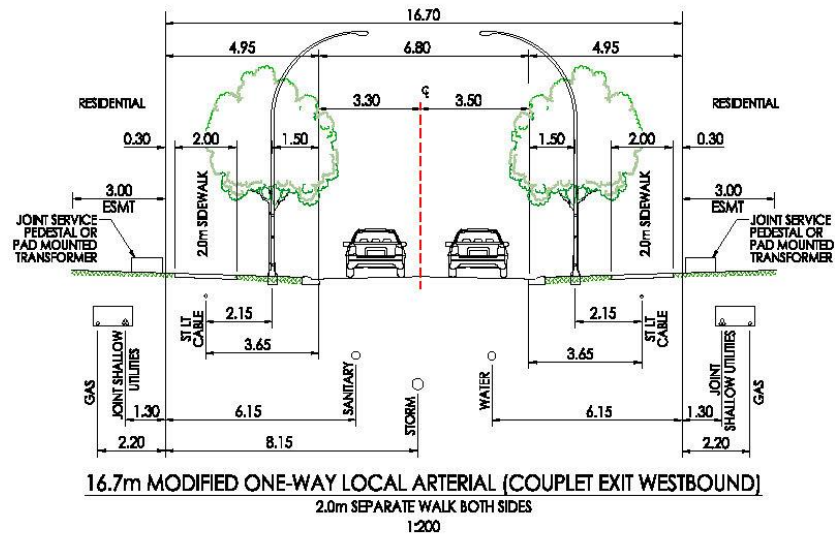 16.70
4.95 6.80 4.95
RESIDENTIAL ℄ RESIDENTIAL
3.30 3.50
0.30 2.00 1.50 1.50 2.00 0.30
3.00 3.00
ESMT ESMT
2.0m SIDEWALK
2.0m SIDEWALK
JOINT SERVICE
PEDESTAL OR
PAD MOUNTED
TRANSFORMER
JOINT SERVICE
PEDESTAL OR
PAD MOUNTED
TRANSFORMER
2.15 2.15
ST LT
CABLE
ST LT
CABLE
3.65 3.65
GAS
JOINT SHALLOW
UTILITIES
SANITARY
STORM
WATER
JOINT
SHALLOW UTILITIES
GAS
1.30 6.15 6.15 1.30
2.20 8.15 2.20
16.7m MODIFIED ONE-WAY LOCAL ARTERIAL (COUPLET EXIT WESTBOUND)
2.0m SEPARATE WALK BOTH SIDES
1:200